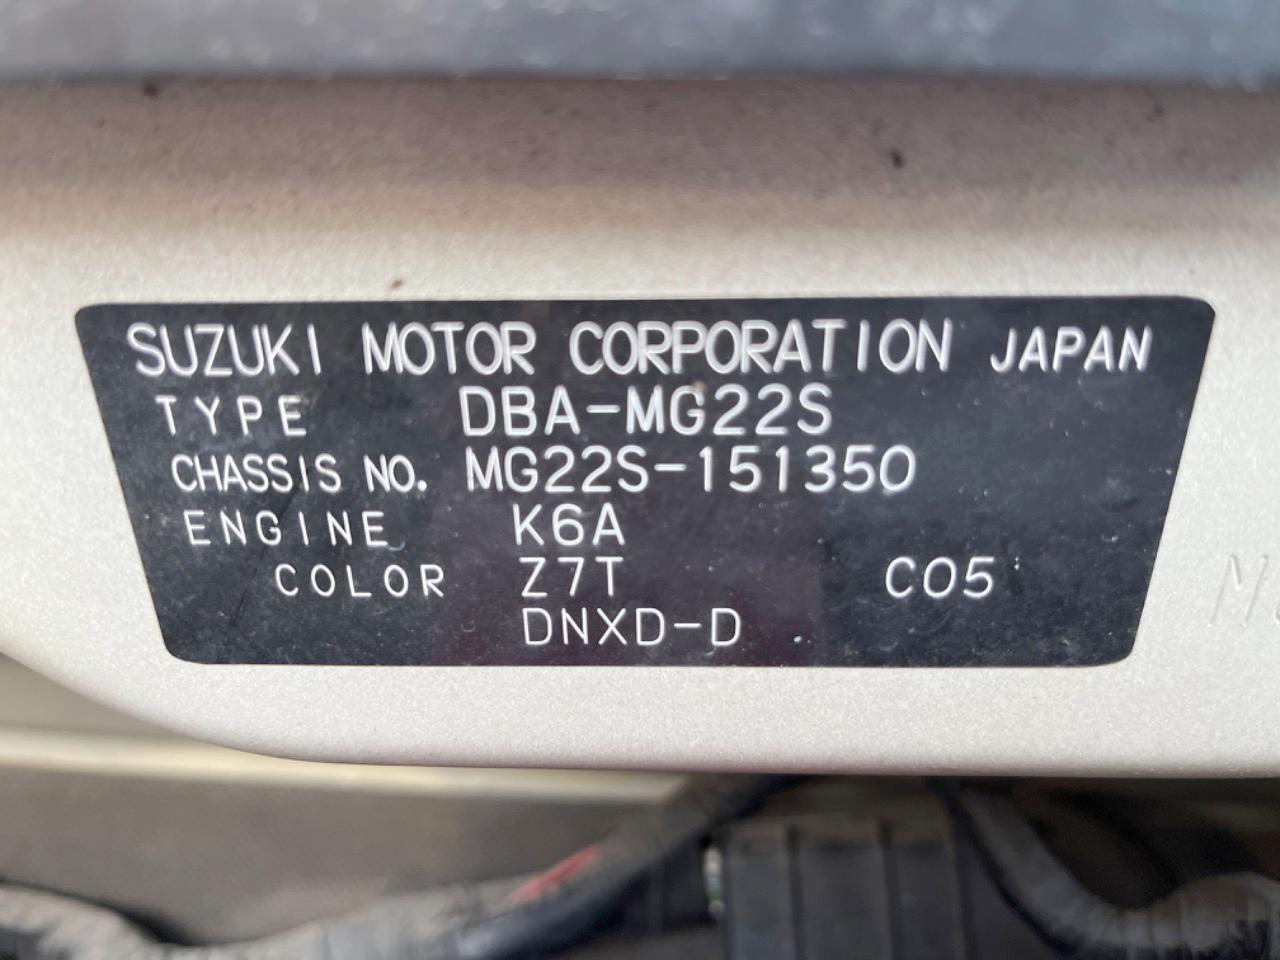 SUZUKI MOTOR CORPORATION JAPAN
TYPE DBA-MG22S
CHASSIS NO. MG22S-151350
ENGINE K6A
COLOR Z7T C05
DNXD-D